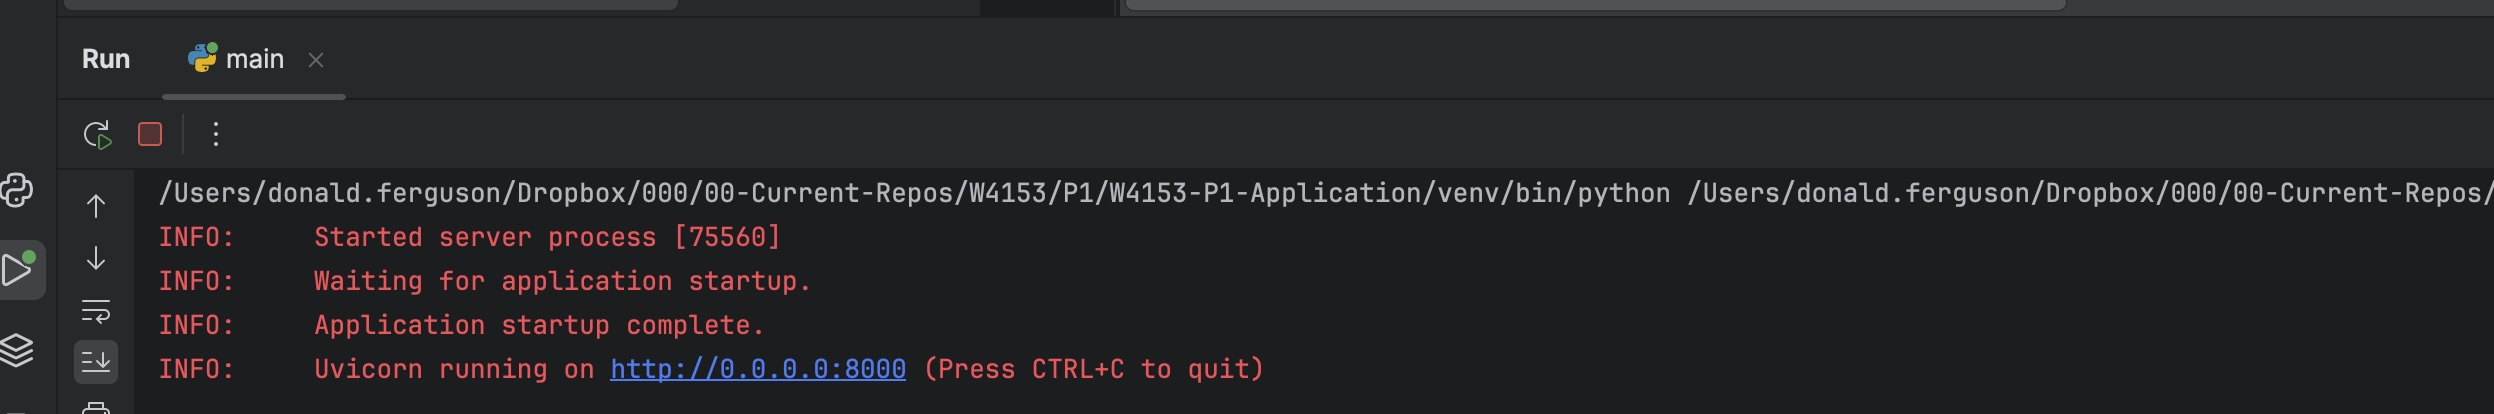 Run main
/Users/donald.ferguson/Dropbox/000/00-Current-Repos/W4153/P1/W4153-P1-Application/venv/bin/python /Users/donald.ferguson/Dropbox/000/00-Current-Repos/
INFO:     Started server process [75560]
INFO:     Waiting for application startup.
INFO:     Application startup complete.
INFO:     Uvicorn running on http://0.0.0.0:8000 (Press CTRL+C to quit)